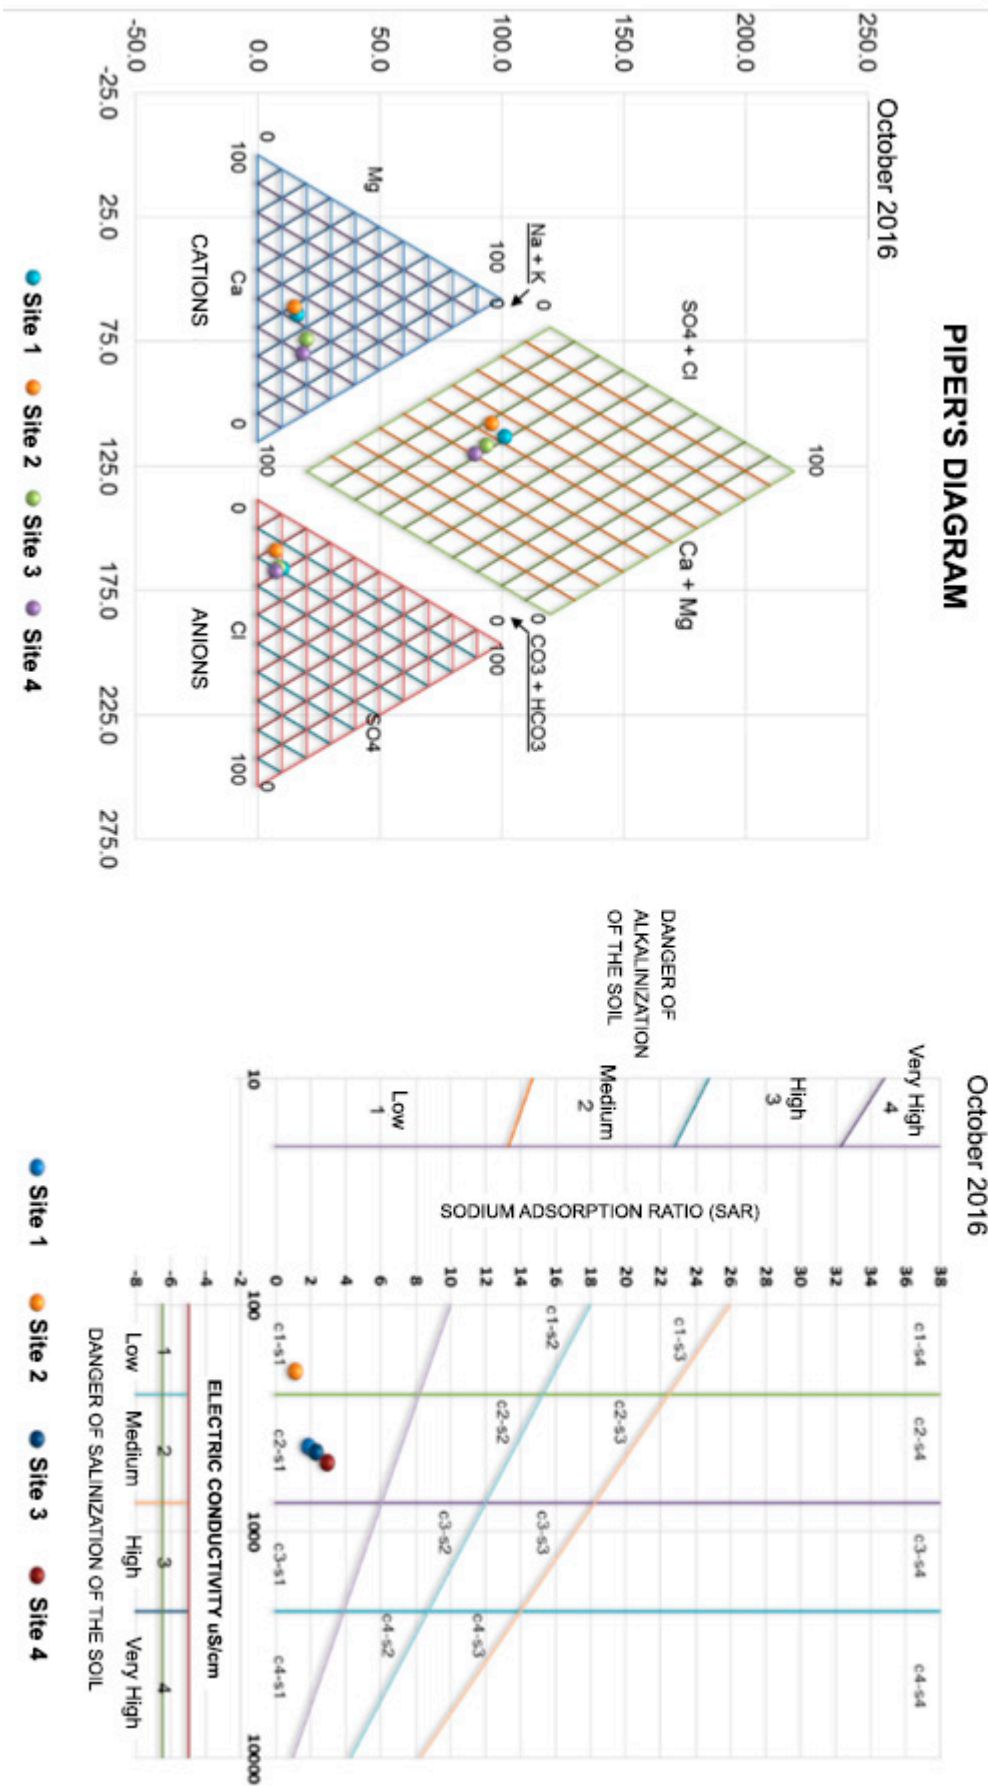 PIPER'S DIAGRAM
October 2016
250.0
200.0
150.0
100.0
50.0
0.0
-50.0
-25.0
25.0
75.0
125.0
175.0
225.0
275.0
SO4 + Cl
Ca + Mg
100
0
0
Na + K
CO3 + HCO3
100
0
0
100
Mg
SO4
0
100
Ca
0
100
0
Cl
100
0
CATIONS
ANIONS
Site 1
Site 2
Site 3
Site 4
October 2016
DANGER OF
ALKALINIZATION
OF THE SOIL
Very High
4
High
3
Medium
2
Low
1
10
SODIUM ADSORPTION RATIO (SAR)
38
36
34
32
30
28
26
24
22
20
18
16
14
12
10
8
6
4
2
0
-2
-4
-6
-8
100
1000
10000
c1-s4
c2-s4
c3-s4
c4-s4
c1-s3
c2-s3
c3-s3
c4-s3
c1-s2
c2-s2
c3-s2
c4-s2
c1-s1
c2-s1
c3-s1
c4-s1
ELECTRIC CONDUCTIVITY uS/cm
1
2
3
4
Low
Medium
High
Very High
DANGER OF SALINIZATION OF THE SOIL
Site 1
Site 2
Site 3
Site 4